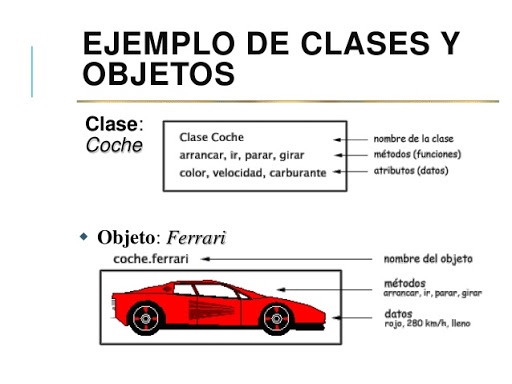 EJEMPLO DE CLASES Y
OBJETOS
Clase:
Coche
Clase Coche
nombre de la clase
arrancar, ir, parar, girar
métodos (funciones)
color, velocidad, carburante
atributos (datos)
Objeto: Ferrari
coche.ferrari
nombre del objeto
métodos
arrancar, ir, parar, girar
datos
rojo, 280 km/h, lleno